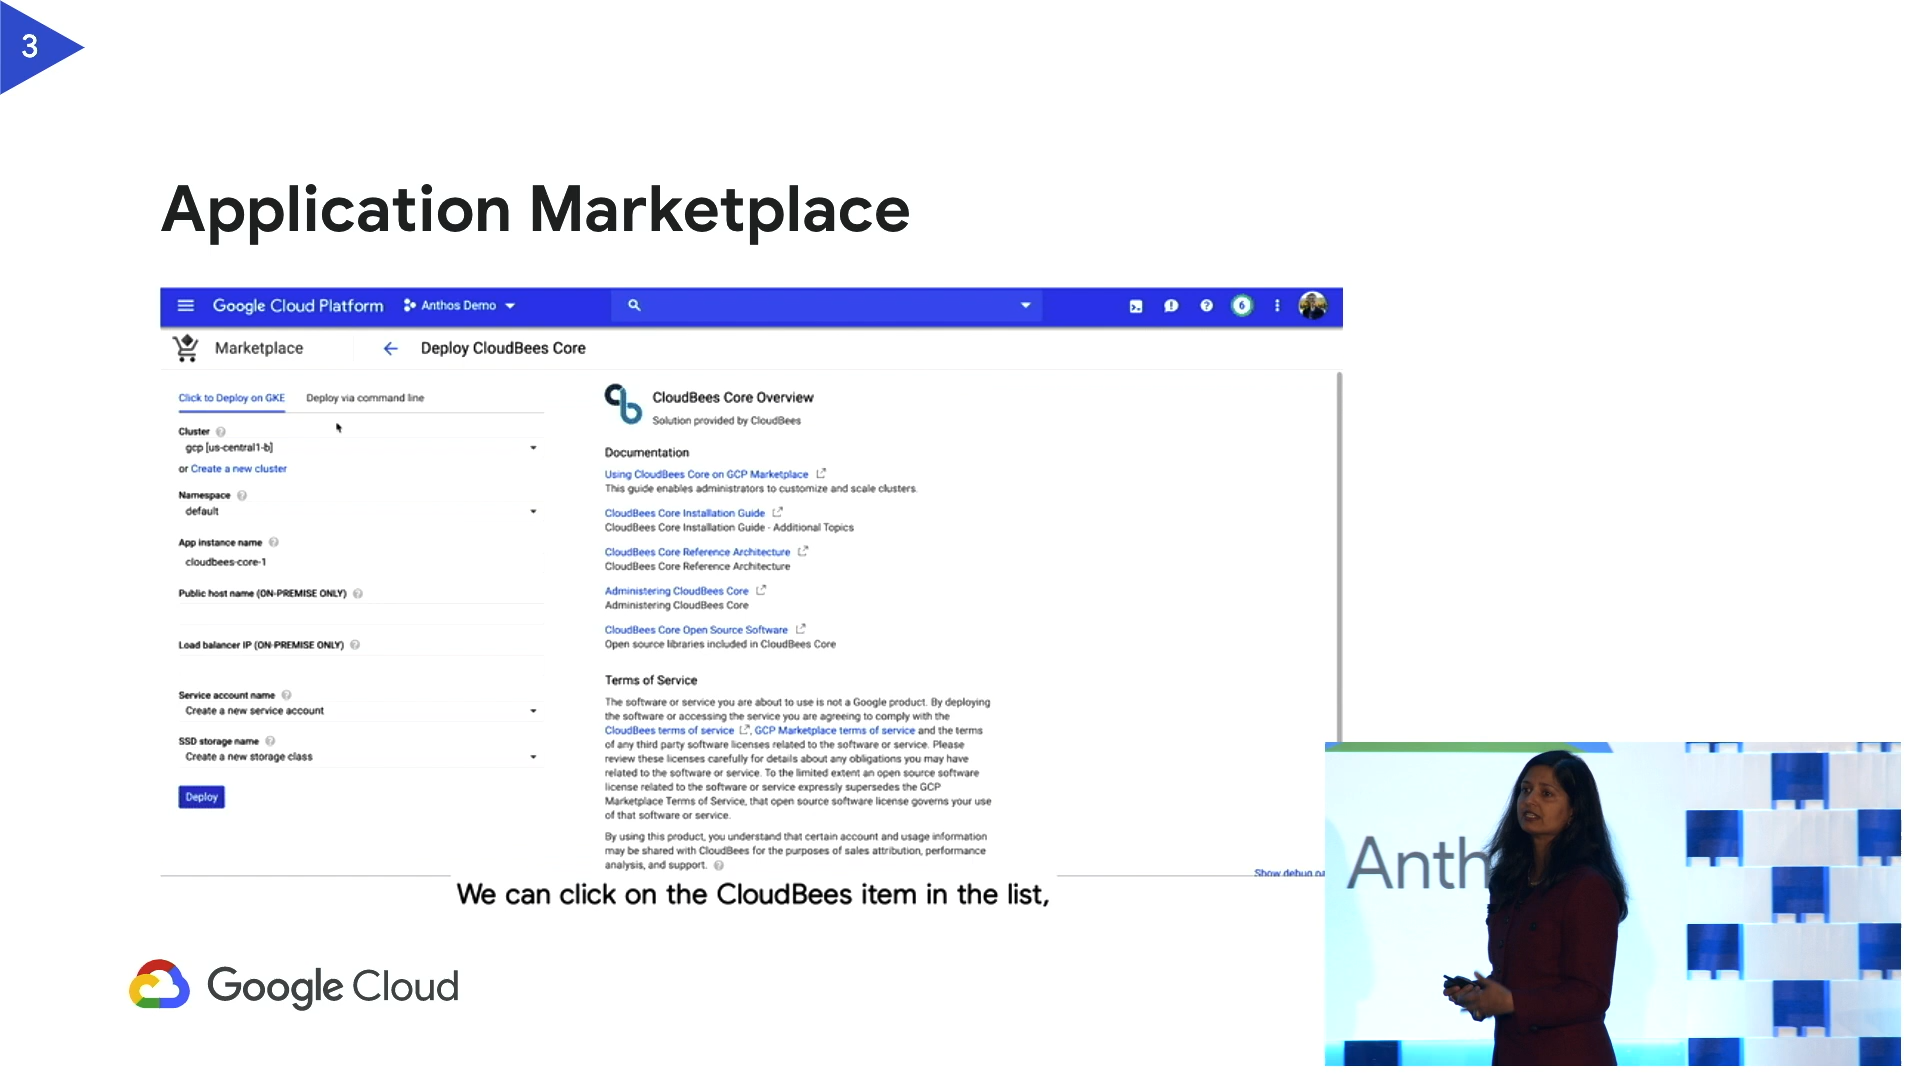 3
Application Marketplace
Google Cloud Platform
Anthos Demo
6
Marketplace
Deploy CloudBees Core
Click to Deploy on GKE
Deploy via command line
Cluster
gcp [us-central1-b]
or Create a new cluster
Namespace
default
App instance name
cloudbees-core-1
Public host name (ON-PREMISE ONLY)
Load balancer IP (ON-PREMISE ONLY)
Service account name
Create a new service account
SSD storage name
Create a new storage class
Deploy
CloudBees Core Overview
Solution provided by CloudBees
Documentation
Using CloudBees Core on GCP Marketplace
This guide enables administrators to customize and scale clusters.
CloudBees Core Installation Guide
CloudBees Core Installation Guide - Additional Topics
CloudBees Core Reference Architecture
CloudBees Core Reference Architecture
Administering CloudBees Core
Administering CloudBees Core
CloudBees Core Open Source Software
Open source libraries included in CloudBees Core
Terms of Service
The software or service you are about to use is not a Google product. By deploying
the software or accessing the service you are agreeing to comply with the
CloudBees terms of service, GCP Marketplace terms of service and the terms
of any third party software licenses related to the software or service. Please
review these licenses carefully for details about any obligations you may have
related to the software or service. To the limited extent an open source software
license related to the software or service expressly supersedes the GCP
Marketplace Terms of Service, that open source software license governs your use
of that software or service.
By using this product, you understand that certain account and usage information
may be shared with CloudBees for the purposes of sales attribution, performance
analysis, and support.
Show debug
We can click on the CloudBees item in the list,
Google Cloud
Anth